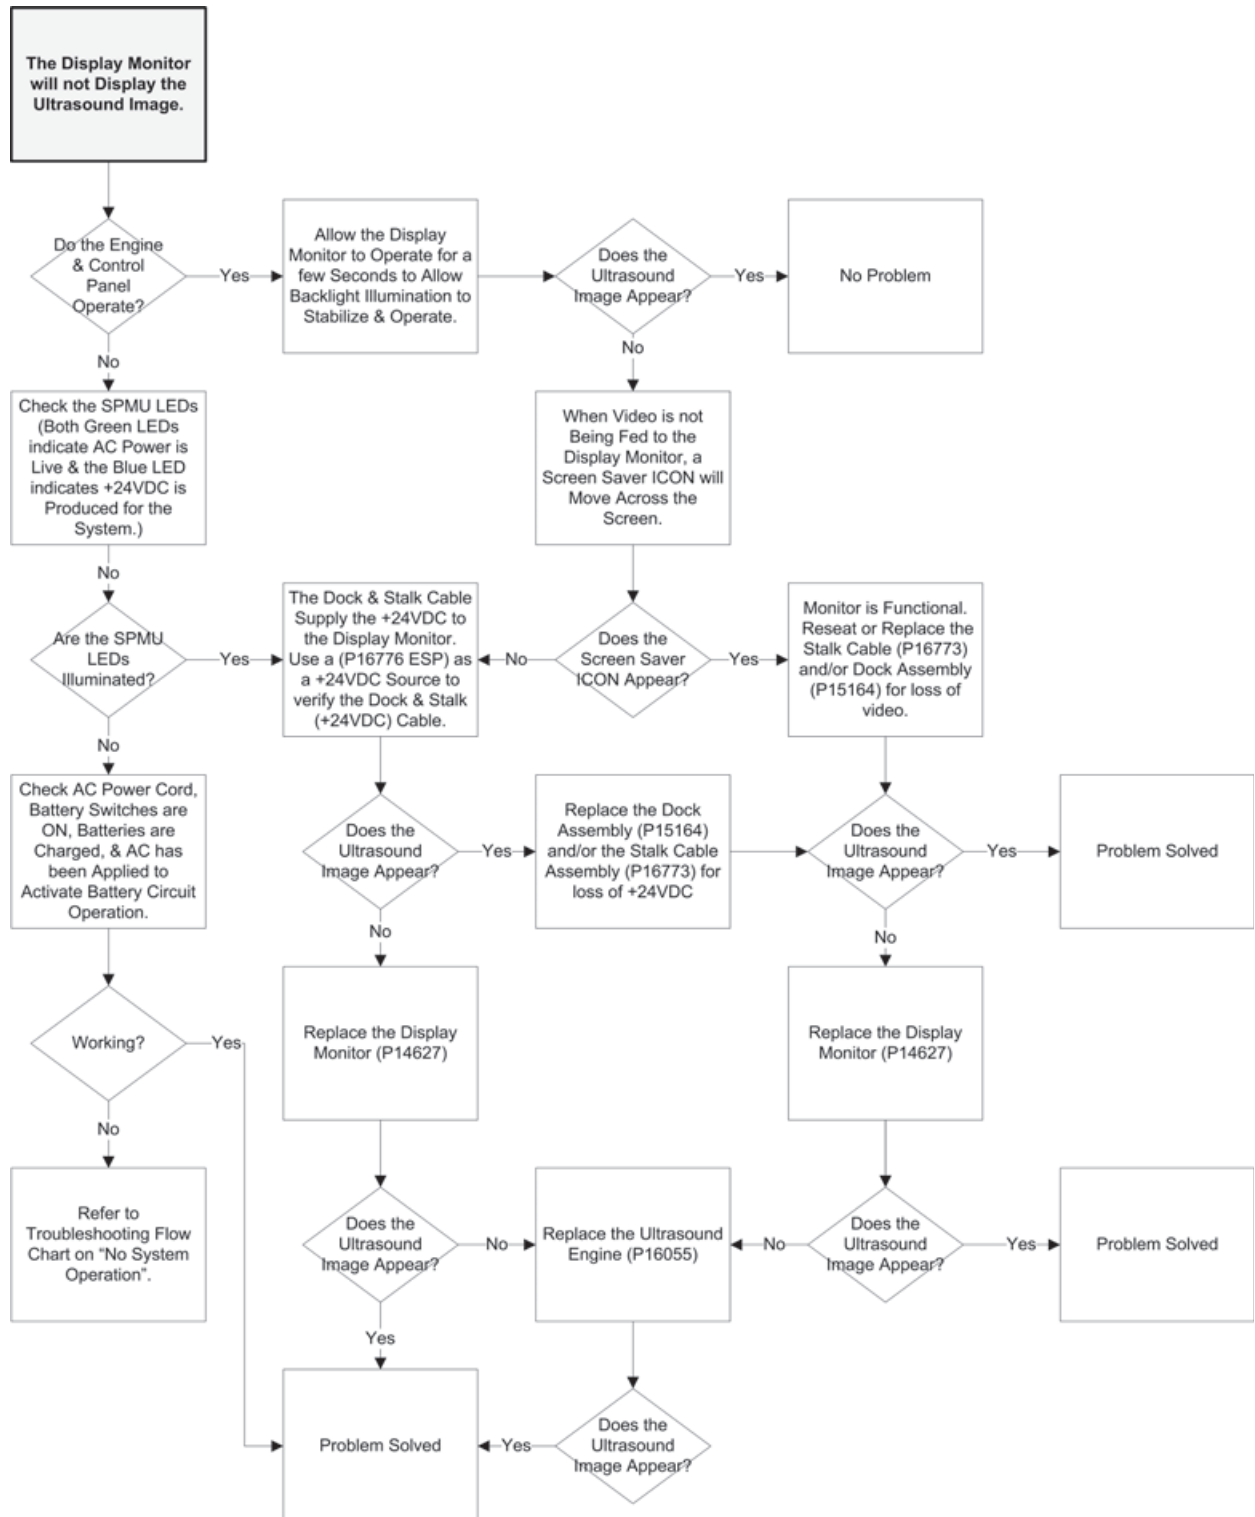 The Display Monitor
will not Display the
Ultrasound Image.
Do the Engine
& Control
Panel
Operate?
Yes
Allow the Display
Monitor to Operate for a
few Seconds to Allow
Backlight Illumination to
Stabilize & Operate.
Does the
Ultrasound
Image Appear?
Yes
No Problem
No
No
Check the SPMU LEDs
(Both Green LEDs
indicate AC Power is
Live & the Blue LED
indicates +24VDC is
Produced for the
System.)
When Video is not
Being Fed to the
Display Monitor, a
Screen Saver ICON will
Move Across the
Screen.
No
Are the SPMU
LEDs
Illuminated?
Yes
The Dock & Stalk Cable
Supply the +24VDC to
the Display Monitor.
Use a (P16776 ESP) as
a +24VDC Source to
verify the Dock & Stalk
(+24VDC) Cable.
No
Does the
Screen Saver
ICON Appear?
Yes
Monitor is Functional.
Reseat or Replace the
Stalk Cable (P16773)
and/or Dock Assembly
(P15164) for loss of
video.
No
Check AC Power Cord,
Battery Switches are
ON, Batteries are
Charged, & AC has
been Applied to
Activate Battery Circuit
Operation.
Does the
Ultrasound
Image Appear?
Yes
Replace the Dock
Assembly (P15164)
and/or the Stalk Cable
Assembly (P16773) for
loss of +24VDC
Does the
Ultrasound
Image Appear?
Yes
Problem Solved
No
No
Working?
Yes
Replace the Display
Monitor (P14627)
Replace the Display
Monitor (P14627)
No
Refer to
Troubleshooting Flow
Chart on “No System
Operation”.
Does the
Ultrasound
Image Appear?
No
Replace the Ultrasound
Engine (P16055)
No
Does the
Ultrasound
Image Appear?
Yes
Problem Solved
Yes
Problem Solved
Yes
Does the
Ultrasound
Image Appear?